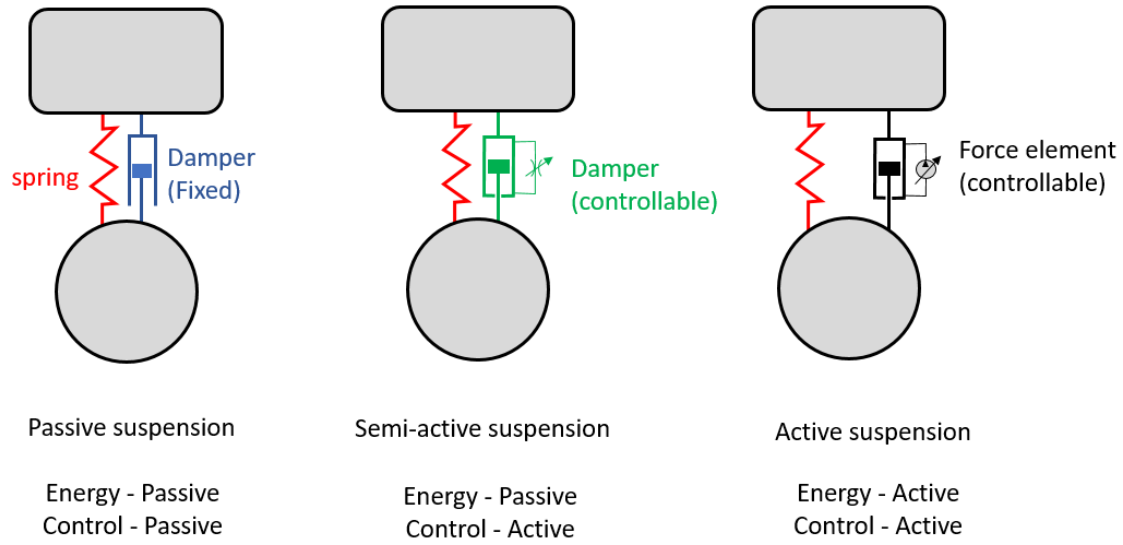 spring
Damper
(Fixed)
Damper
(controllable)
Force element
(controllable)
Passive suspension
Semi-active suspension
Active suspension
Energy - Passive
Control - Passive
Energy - Passive
Control - Active
Energy - Active
Control - Active